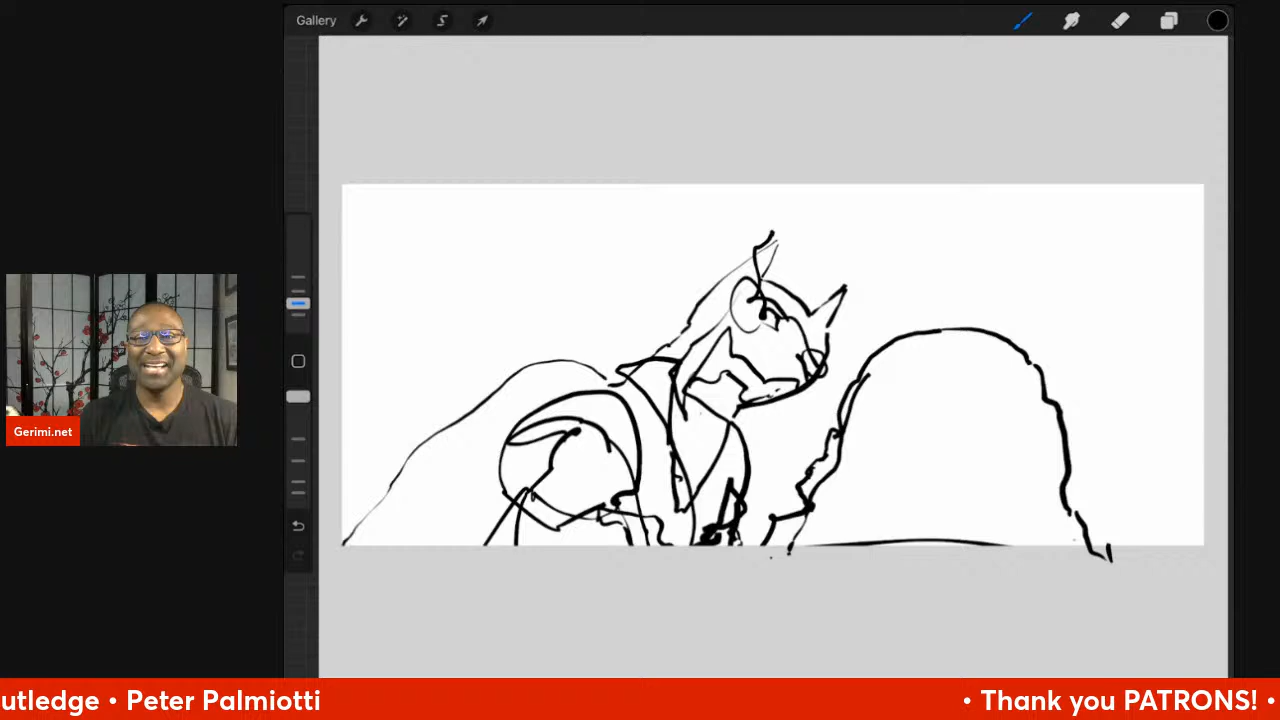 Gallery
Gerimi.net
utledge • Peter Palmiotti
• Thank you PATRONS! •